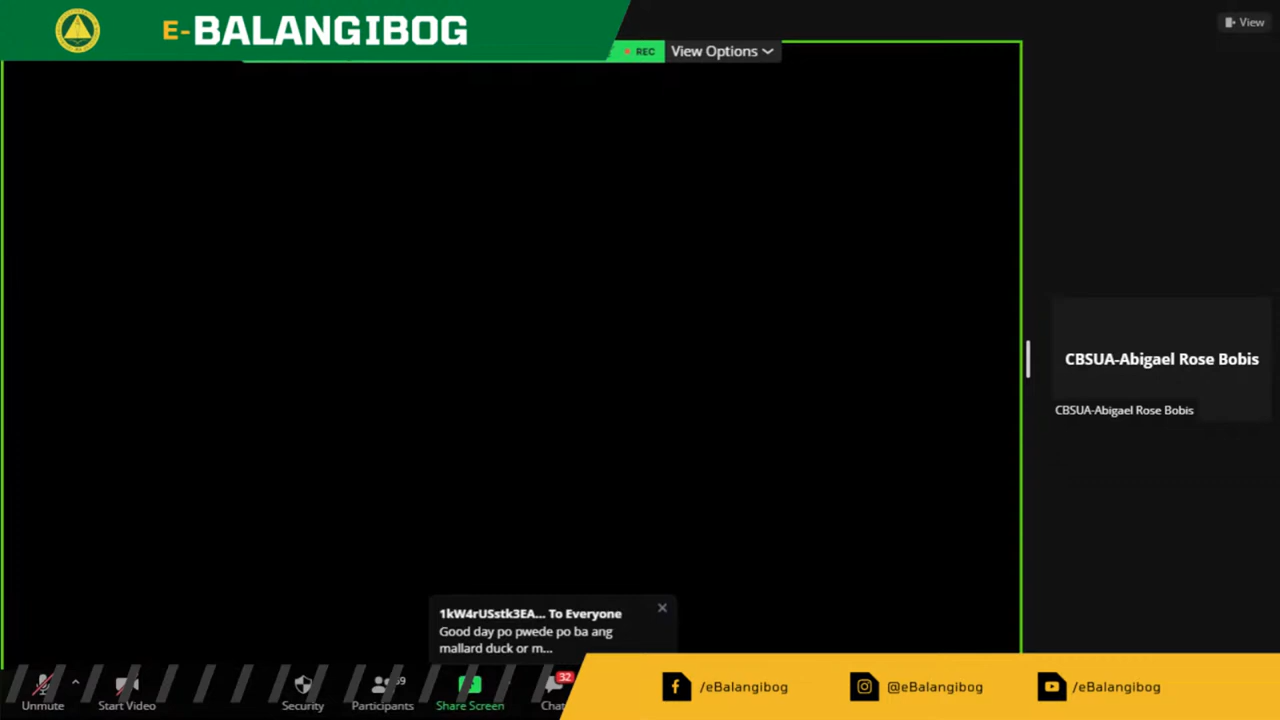 E-BALANGIBOG
REC
View Options
View
CBSUA-Abigael Rose Bobis
CBSUA-Abigael Rose Bobis
1kW4rUSstk3EA... To Everyone
Good day po pwede po ba ang
mallard duck or m...
Unmute
Start Video
Security
Participants
Share Screen
Chat
32
/eBalangibog
@eBalangibog
/eBalangibog